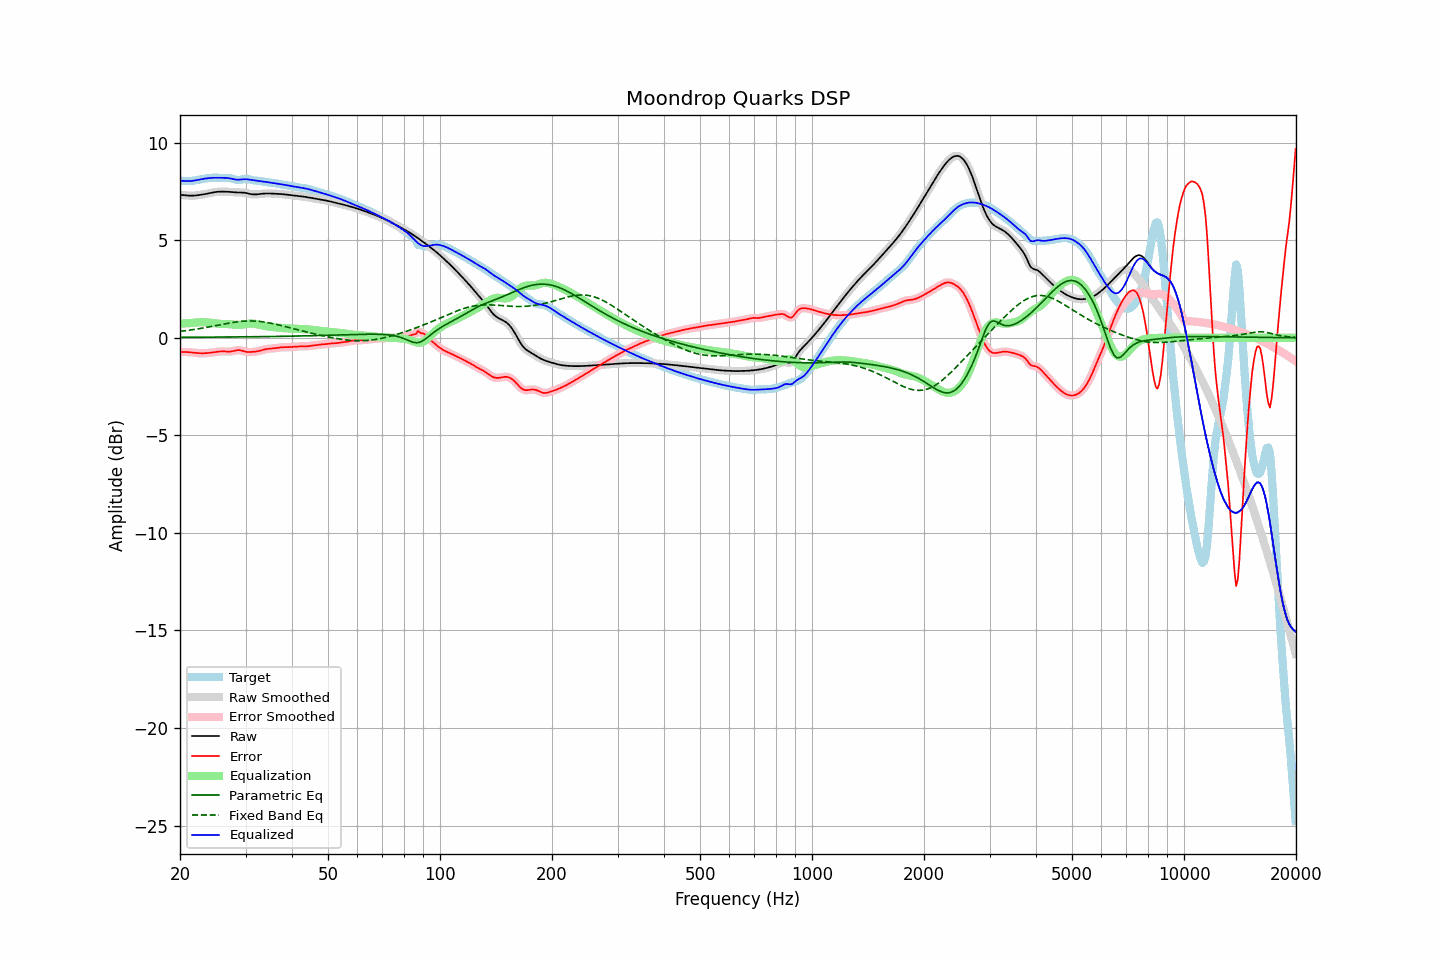 Moondrop Quarks DSP
Amplitude (dBr)
10
5
0
−5
−10
−15
−20
−25
Target
Raw Smoothed
Error Smoothed
Raw
Error
Equalization
Parametric Eq
Fixed Band Eq
Equalized
20 50 100 200 500 1000 2000 5000 10000 20000
Frequency (Hz)